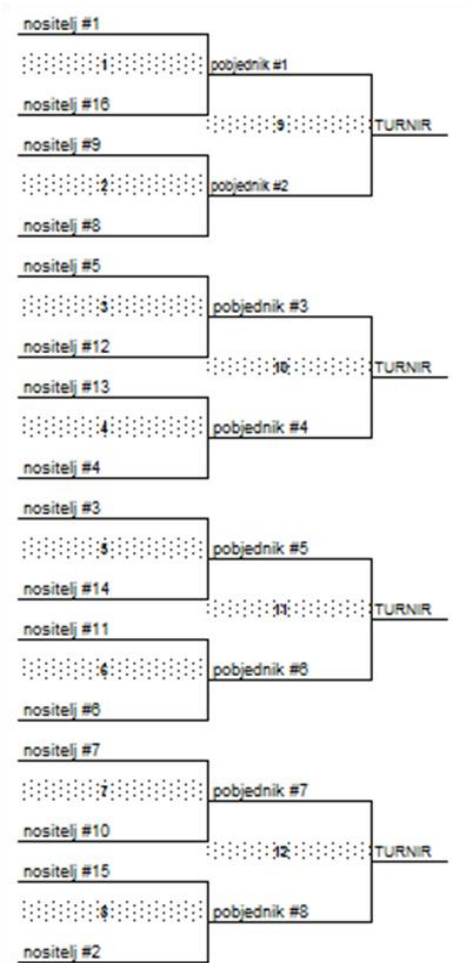 nositelj #1
1
pobjednik #1
nositelj #16
9
TURNIR
nositelj #9
2
pobjednik #2
nositelj #8
nositelj #5
3
pobjednik #3
nositelj #12
10
TURNIR
nositelj #13
4
pobjednik #4
nositelj #4
nositelj #3
5
pobjednik #5
nositelj #14
11
TURNIR
nositelj #11
6
pobjednik #6
nositelj #6
nositelj #7
7
pobjednik #7
nositelj #10
12
TURNIR
nositelj #15
8
pobjednik #8
nositelj #2